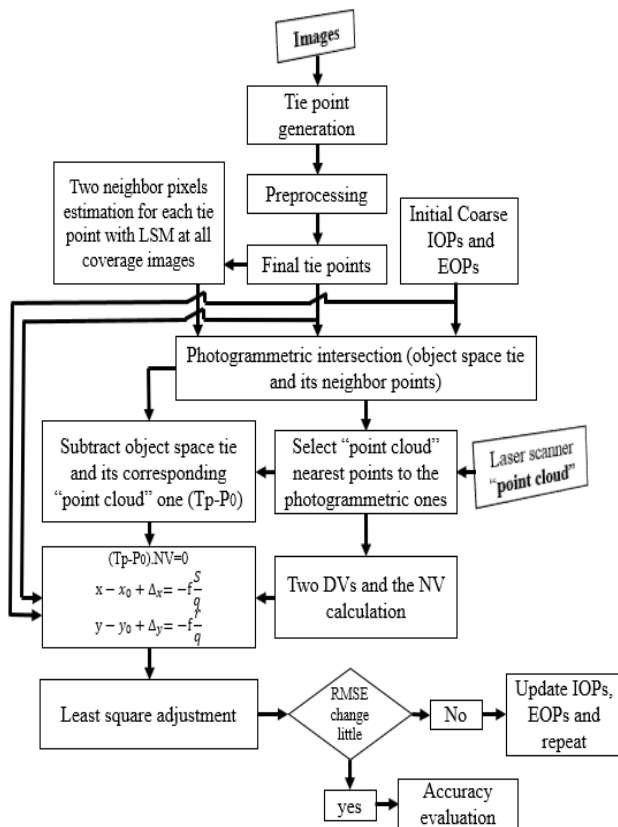 Images
Tie point
generation
Preprocessing
Two neighbor pixels
estimation for each tie
point with LSM at all
coverage images
Final tie points
Initial Coarse
IOPs and
EOPs
Photogrammetric intersection (object space tie
and its neighbor points)
Subtract object space tie
and its corresponding
“point cloud” one (Tp-P0)
Select “point cloud”
nearest points to the
photogrammetric ones
Laser scanner
“point cloud”
(Tp-P0).NV=0
x − x₀ + Δₓ = −f S/q
y − y₀ + Δᵧ = −f r/q
Two DVs and the NV
calculation
Least square adjustment
RMSE
change
little
No
Update IOPs,
EOPs and
repeat
yes
Accuracy
evaluation